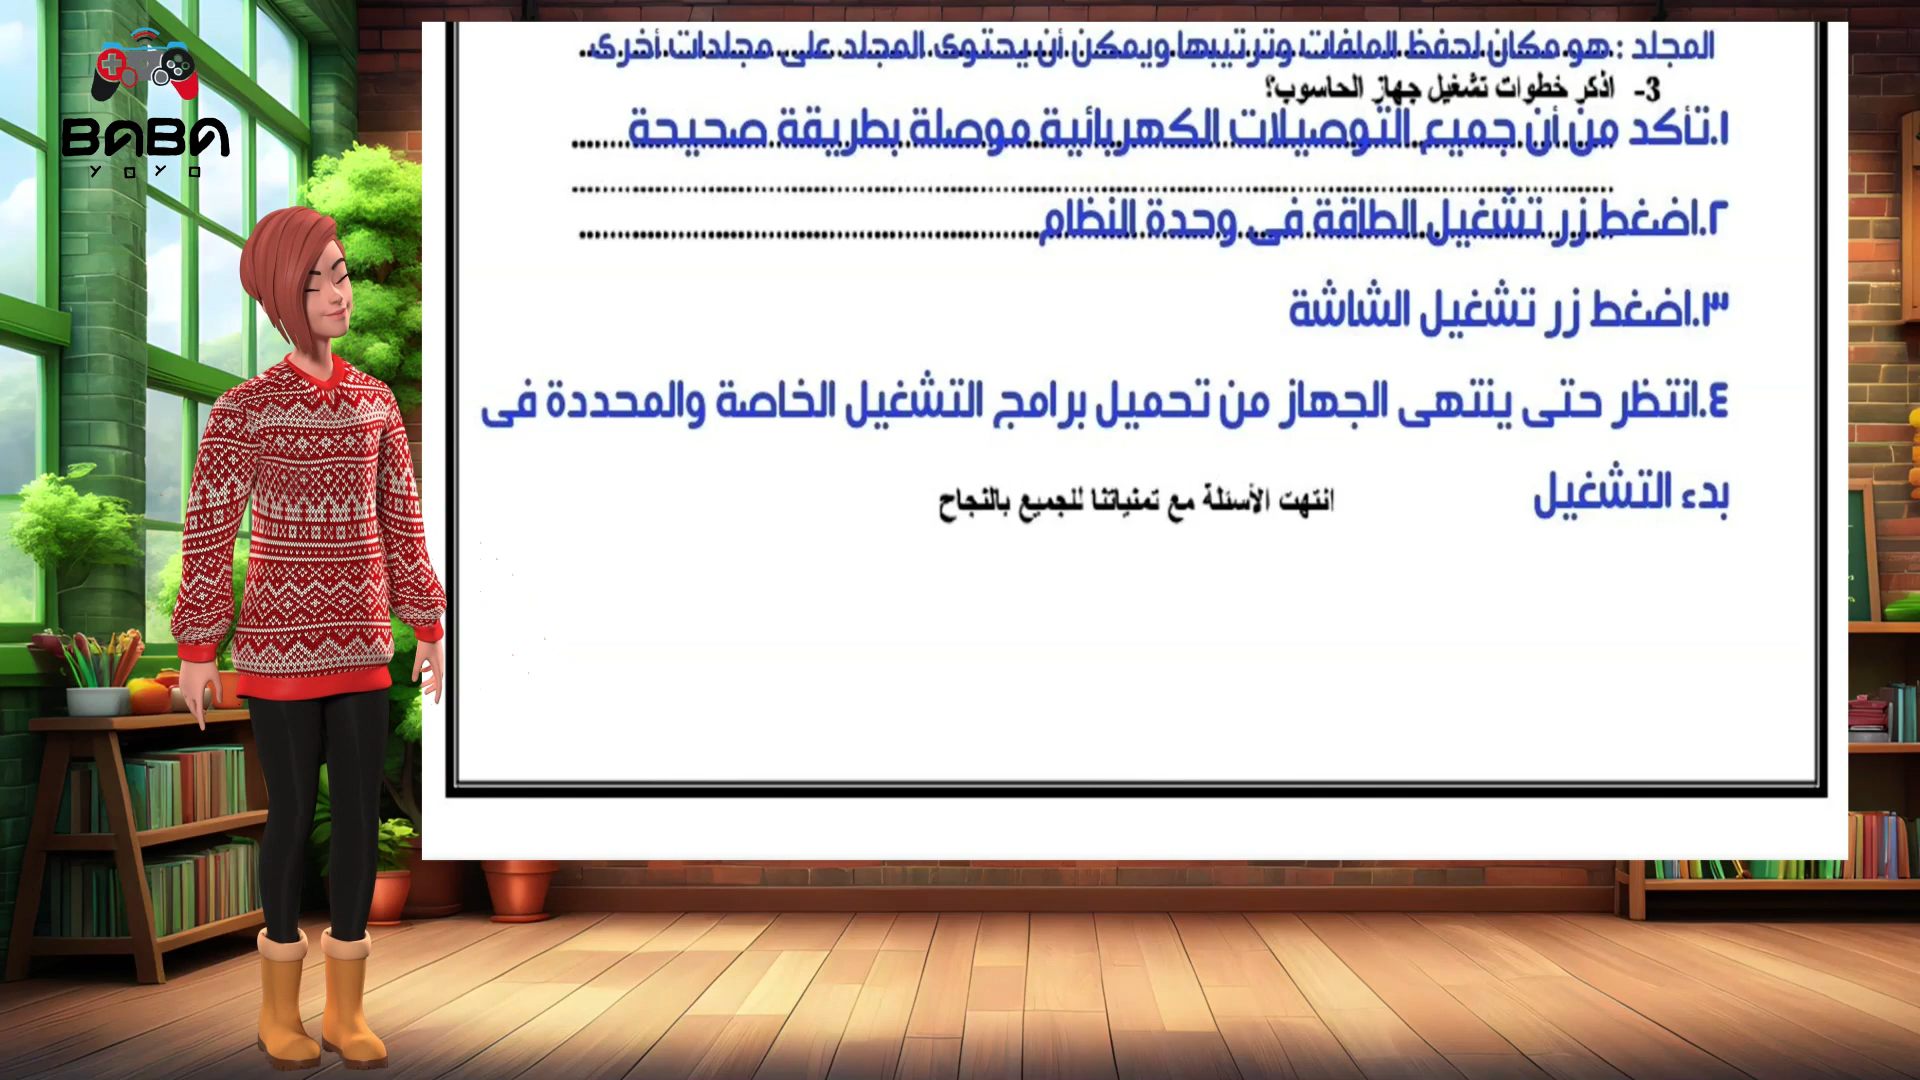 BABA
YOYO
المجلد : هو مكان لحفظ الملفات وترتيبها ويمكن أن يحتوى المجلد على مجلدات أخرى
3- اذكر خطوات تشغيل جهاز الحاسوب؟
١.تأكد من أن جميع التوصيلات الكهربائية موصلة بطريقة صحيحة
٢.اضغط زر تشغيل الطاقة فى وحدة النظام
٣.اضغط زر تشغيل الشاشة
٤.انتظر حتى ينتهى الجهاز من تحميل برامج التشغيل الخاصة والمحددة فى
بدء التشغيل
انتهت الأسئلة مع تمنياتنا للجميع بالنجاح